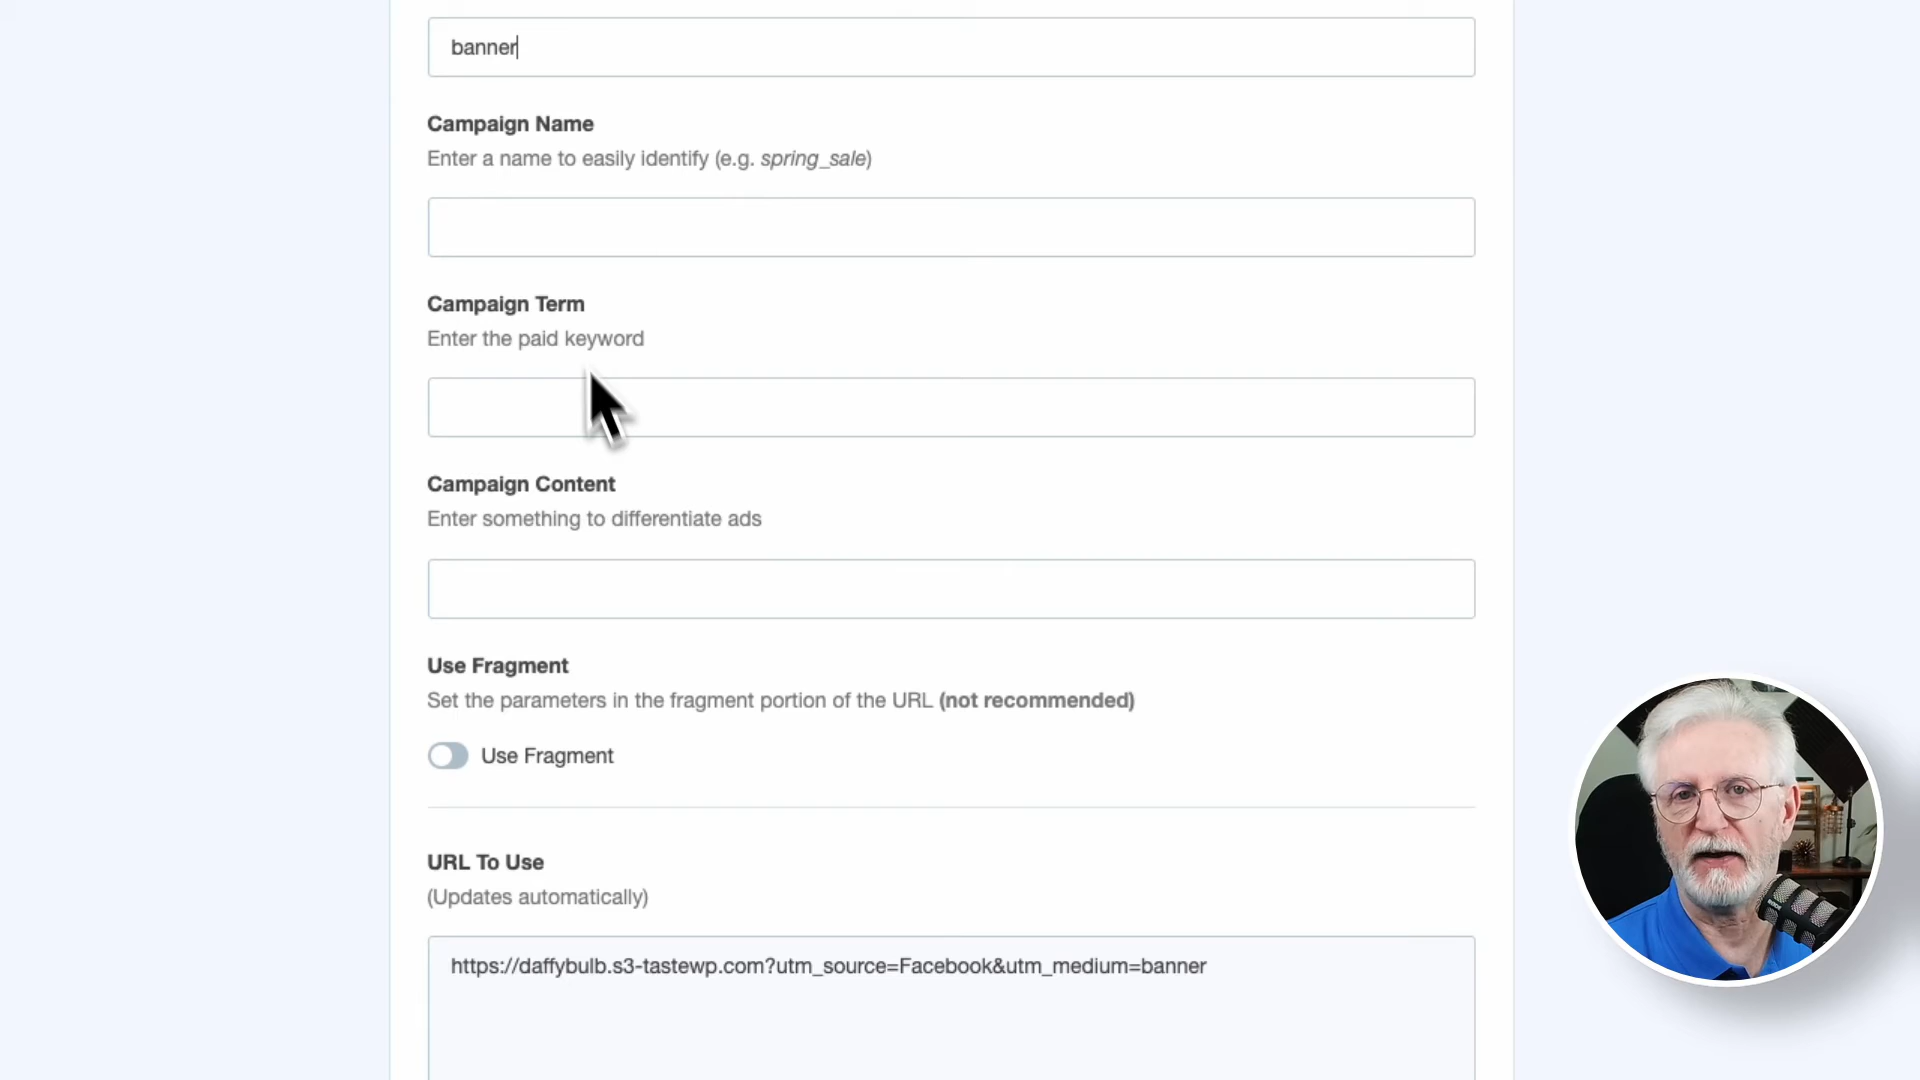 banner
Campaign Name
Enter a name to easily identify (e.g. spring_sale)
Campaign Term
Enter the paid keyword
Campaign Content
Enter something to differentiate ads
Use Fragment
Set the parameters in the fragment portion of the URL (not recommended)
Use Fragment
URL To Use
(Updates automatically)
https://daffybulb.s3-tastewp.com?utm_source=Facebook&utm_medium=banner